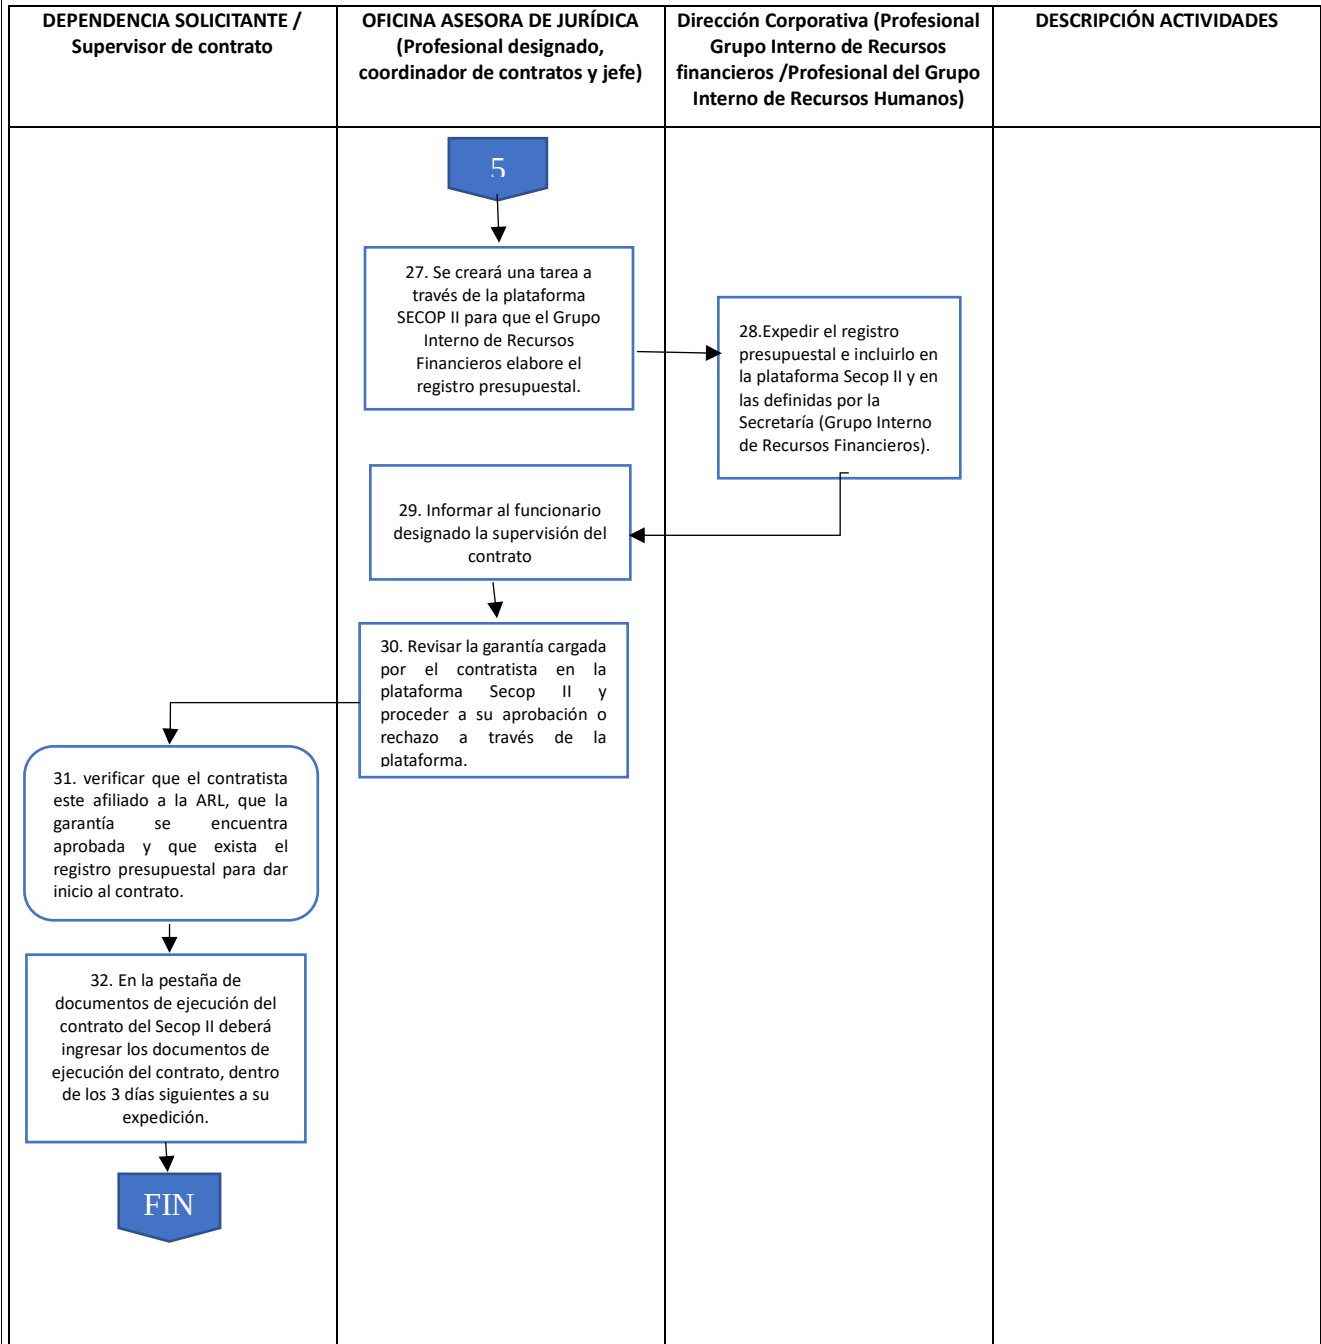 DEPENDENCIA SOLICITANTE /
Supervisor de contrato
OFICINA ASESORA DE JURÍDICA
(Profesional designado,
coordinador de contratos y jefe)
Dirección Corporativa (Profesional
Grupo Interno de Recursos
financieros /Profesional del Grupo
Interno de Recursos Humanos)
DESCRIPCIÓN ACTIVIDADES
5
27. Se creará una tarea a
través de la plataforma
SECOP II para que el Grupo
Interno de Recursos
Financieros elabore el
registro presupuestal.
28.Expedir el registro
presupuestal e incluirlo en
la plataforma Secop II y en
las definidas por la
Secretaría (Grupo Interno
de Recursos Financieros).
29. Informar al funcionario
designado la supervisión del
contrato
30. Revisar la garantía cargada
por el contratista en la
plataforma Secop II y
proceder a su aprobación o
rechazo a través de la
plataforma.
31. verificar que el contratista
este afiliado a la ARL, que la
garantía se encuentra
aprobada y que exista el
registro presupuestal para dar
inicio al contrato.
32. En la pestaña de
documentos de ejecución del
contrato del Secop II deberá
ingresar los documentos de
ejecución del contrato, dentro
de los 3 días siguientes a su
expedición.
FIN